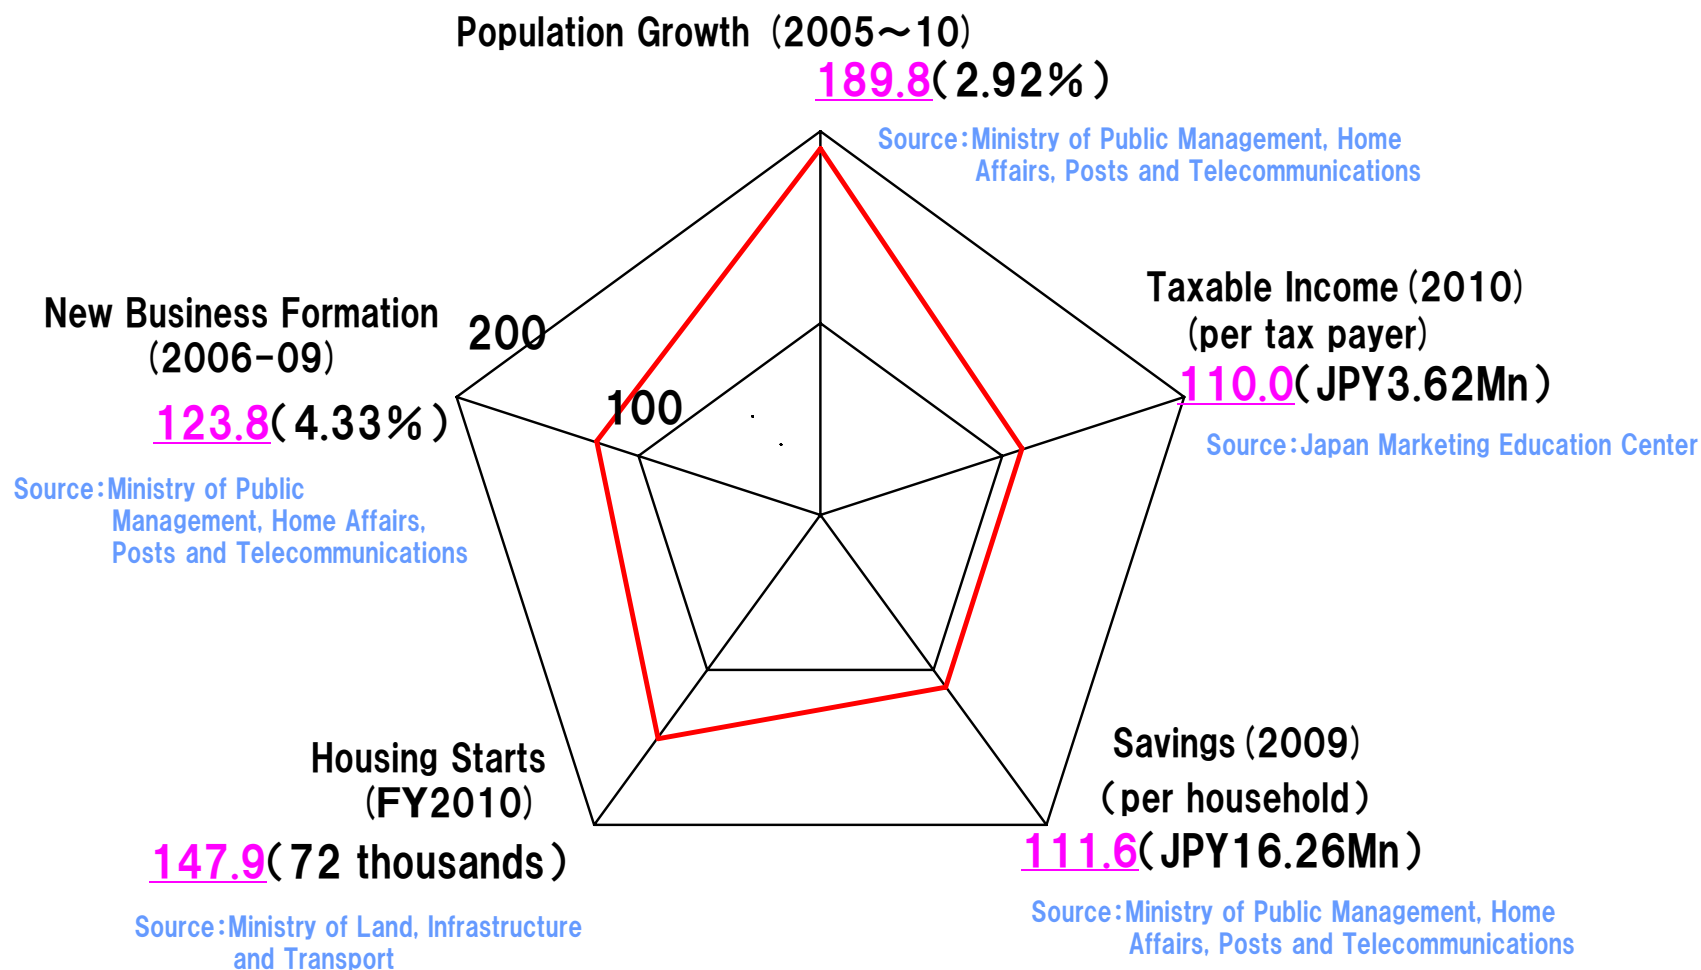 Population Growth (2005～10)
189.8(2.92%)
Source:Ministry of Public Management, Home
Affairs, Posts and Telecommunications
Taxable Income (2010)
(per tax payer)
110.0(JPY3.62Mn)
Source:Japan Marketing Education Center
New Business Formation
(2006-09)
123.8(4.33%)
Source:Ministry of Public
Management, Home Affairs,
Posts and Telecommunications
200
100
Housing Starts
(FY2010)
147.9(72 thousands)
Source:Ministry of Land, Infrastructure
and Transport
Savings (2009)
(per household)
111.6(JPY16.26Mn)
Source:Ministry of Public Management, Home
Affairs, Posts and Telecommunications